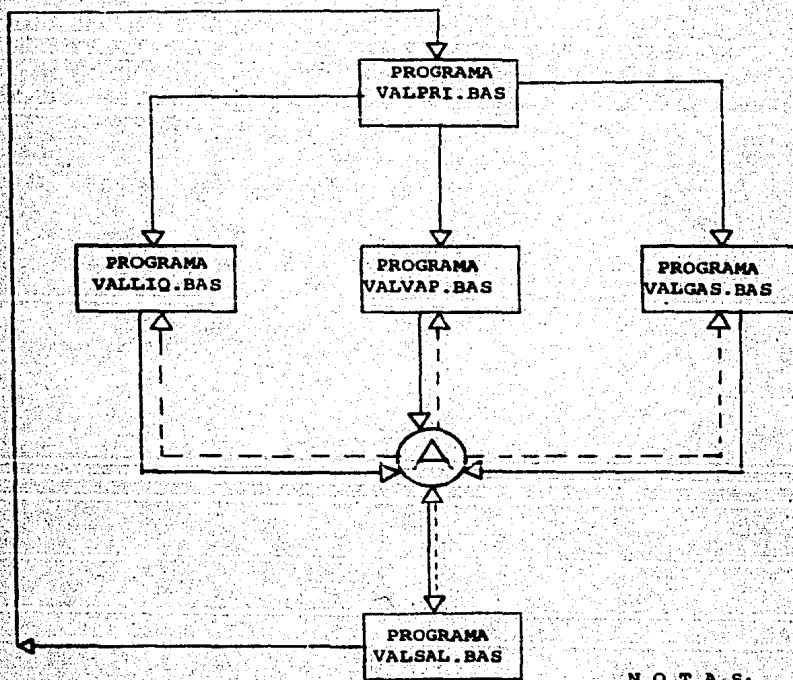 PROGRAMA
VALPRI.BAS
PROGRAMA
VALLIQ.BAS
PROGRAMA
VALVAP.BAS
PROGRAMA
VALGAS.BAS
A
PROGRAMA
VALSAL.BAS
N O T A S: